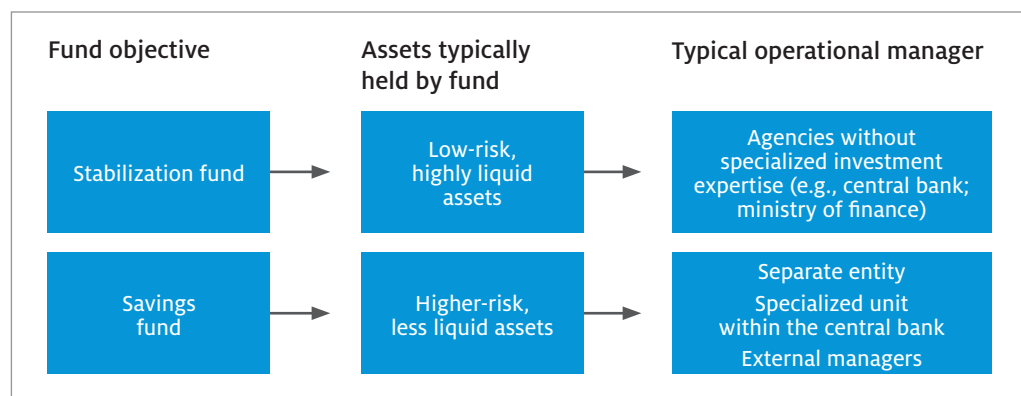 Fund objective
Assets typically
held by fund
Typical operational manager
Stabilization fund
Low-risk,
highly liquid
assets
Agencies without
specialized investment
expertise (e.g., central bank;
ministry of finance)
Savings
fund
Higher-risk,
less liquid assets
Separate entity
Specialized unit
within the central bank
External managers